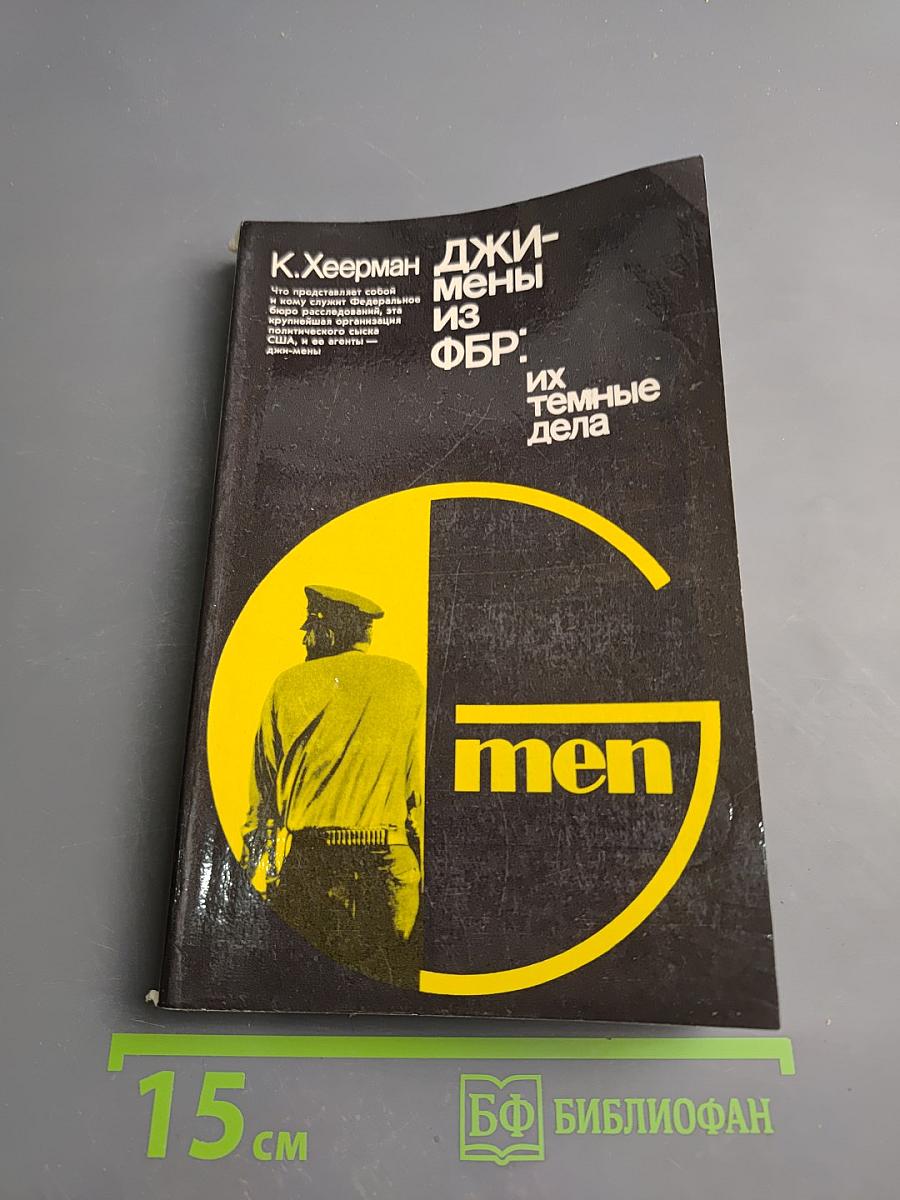 К. Хеерман
Что представляет собой
и кому служит Федеральное
бюро расследований, эта
крупнейшая организация
политического сыска
США, и ее агенты —
джи-мены
ДЖИ-
мены
из
ФБР:
их
темные
дела
G
men
15 см
БФ БИБЛИОФАН